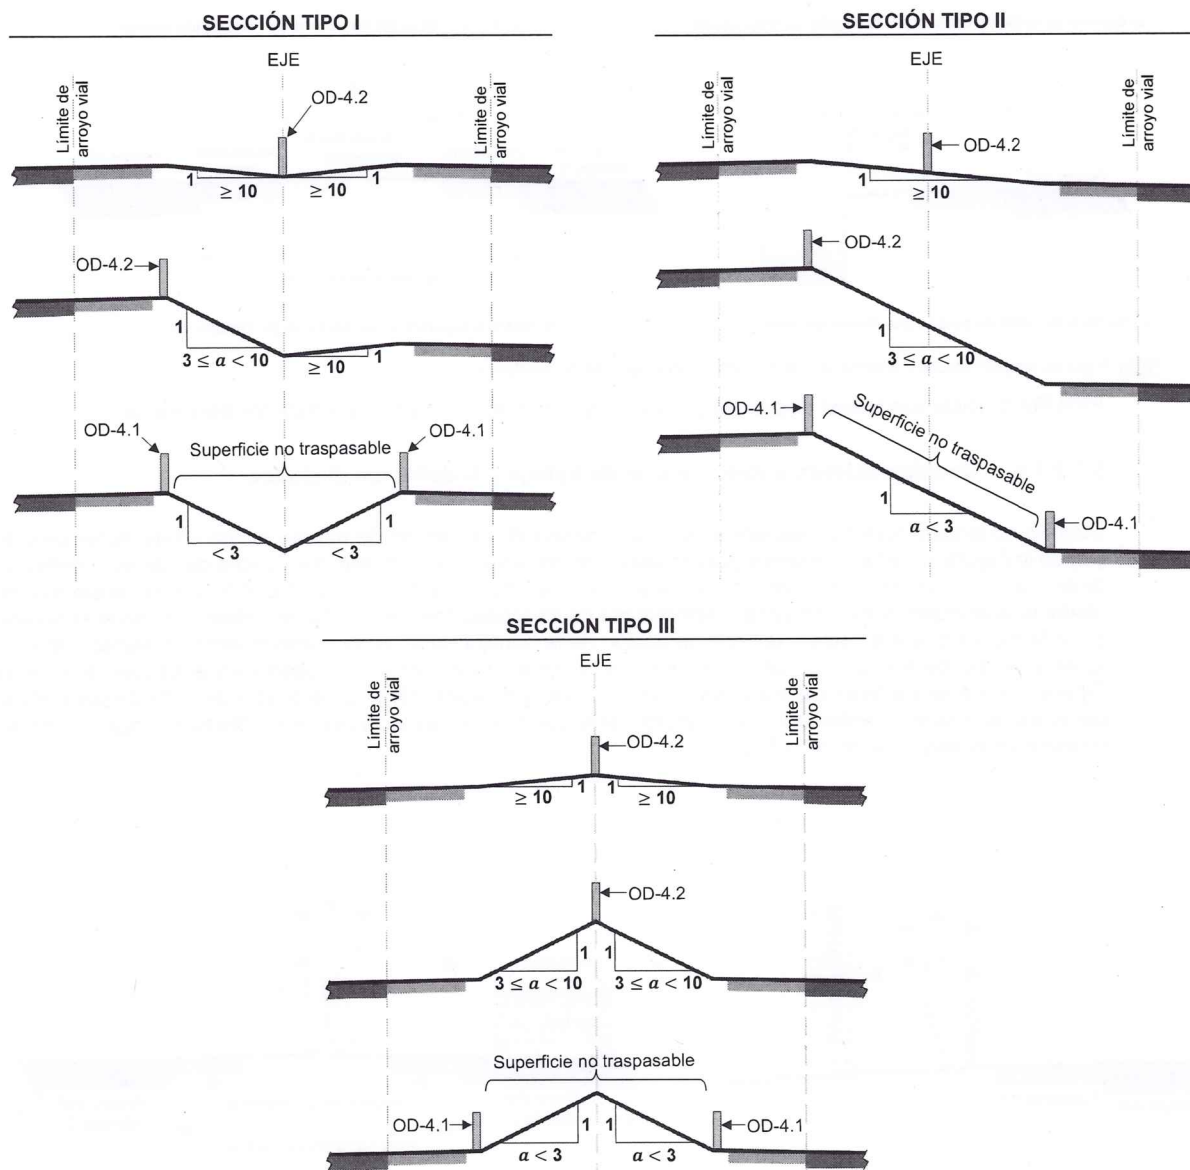 SECCIÓN TIPO I
EJE
Límite de
arroyo vial
OD-4.2
Límite de
arroyo vial
1
≥ 10
≥ 10
1
OD-4.2
1
3 ≤ a < 10
≥ 10
1
OD-4.1
Superficie no traspasable
OD-4.1
1
< 3
< 3
1
SECCIÓN TIPO II
EJE
Límite de
arroyo vial
OD-4.2
Límite de
arroyo vial
1
≥ 10
OD-4.2
1
3 ≤ a < 10
OD-4.1
Superficie no traspasable
1
a < 3
OD-4.1
SECCIÓN TIPO III
EJE
Límite de
arroyo vial
OD-4.2
Límite de
arroyo vial
≥ 10
1
1
≥ 10
OD-4.2
3 ≤ a < 10
1
1
3 ≤ a < 10
Superficie no traspasable
OD-4.1
a < 3
1
1
a < 3
OD-4.1